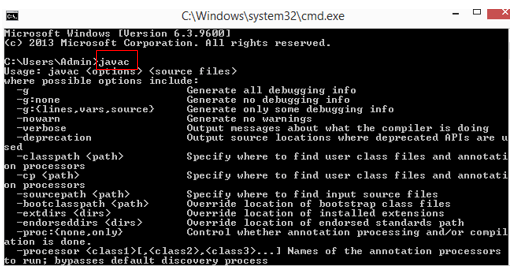 C:\Windows\system32\cmd.exe
Microsoft Windows [Version 6.3.9600]
(c) 2013 Microsoft Corporation. All rights reserved.
C:\Users\Admin>javac
Usage: javac <options> <source files>
where possible options include:
-g Generate all debugging info
-g:none Generate no debugging info
-g:{lines,vars,source} Generate only some debugging info
-nowarn Generate no warnings
-verbose Output messages about what the compiler is doing
-deprecation Output source locations where deprecated APIs are u
sed
-classpath <path> Specify where to find user class files and annotati
on processors
-cp <path> Specify where to find user class files and annotati
on processors
-sourcepath <path> Specify where to find input source files
-bootclasspath <path> Override location of bootstrap class files
-extdirs <dirs> Override location of installed extensions
-endorseddirs <dirs> Override location of endorsed standards path
-proc:{none,only} Control whether annotation processing and/or compil
ation is done.
-processor <class1>[,<class2>,<class3>...] Names of the annotation processors
to run; bypasses default discovery process